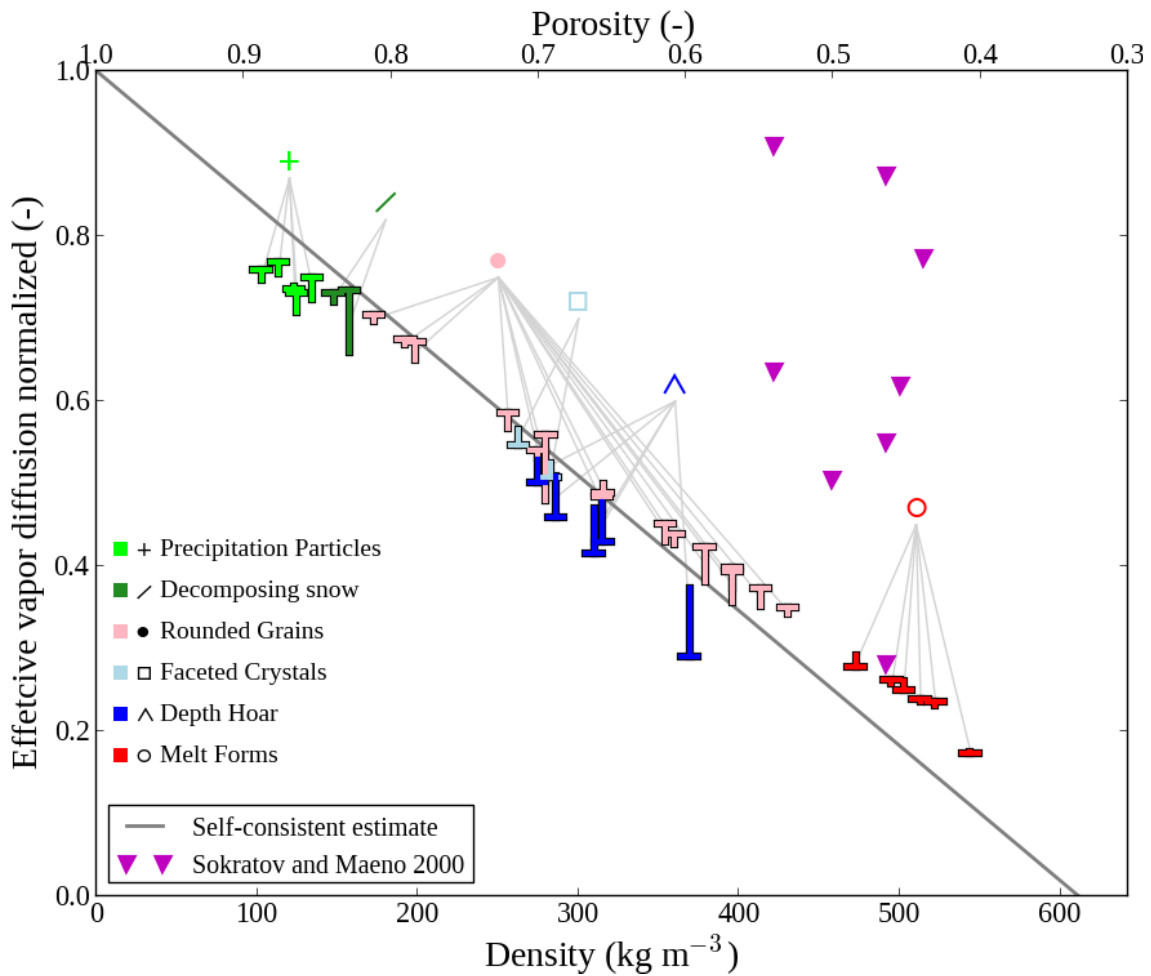 Porosity (-)
1.0 0.9 0.8 0.7 0.6 0.5 0.4 0.3
Effetcive vapor diffusion normalized (-)
1.0
0.8
0.6
0.4
0.2
0.0
Precipitation Particles
Decomposing snow
Rounded Grains
Faceted Crystals
Depth Hoar
Melt Forms
Self-consistent estimate
Sokratov and Maeno 2000
0 100 200 300 400 500 600
Density (kg m⁻³)